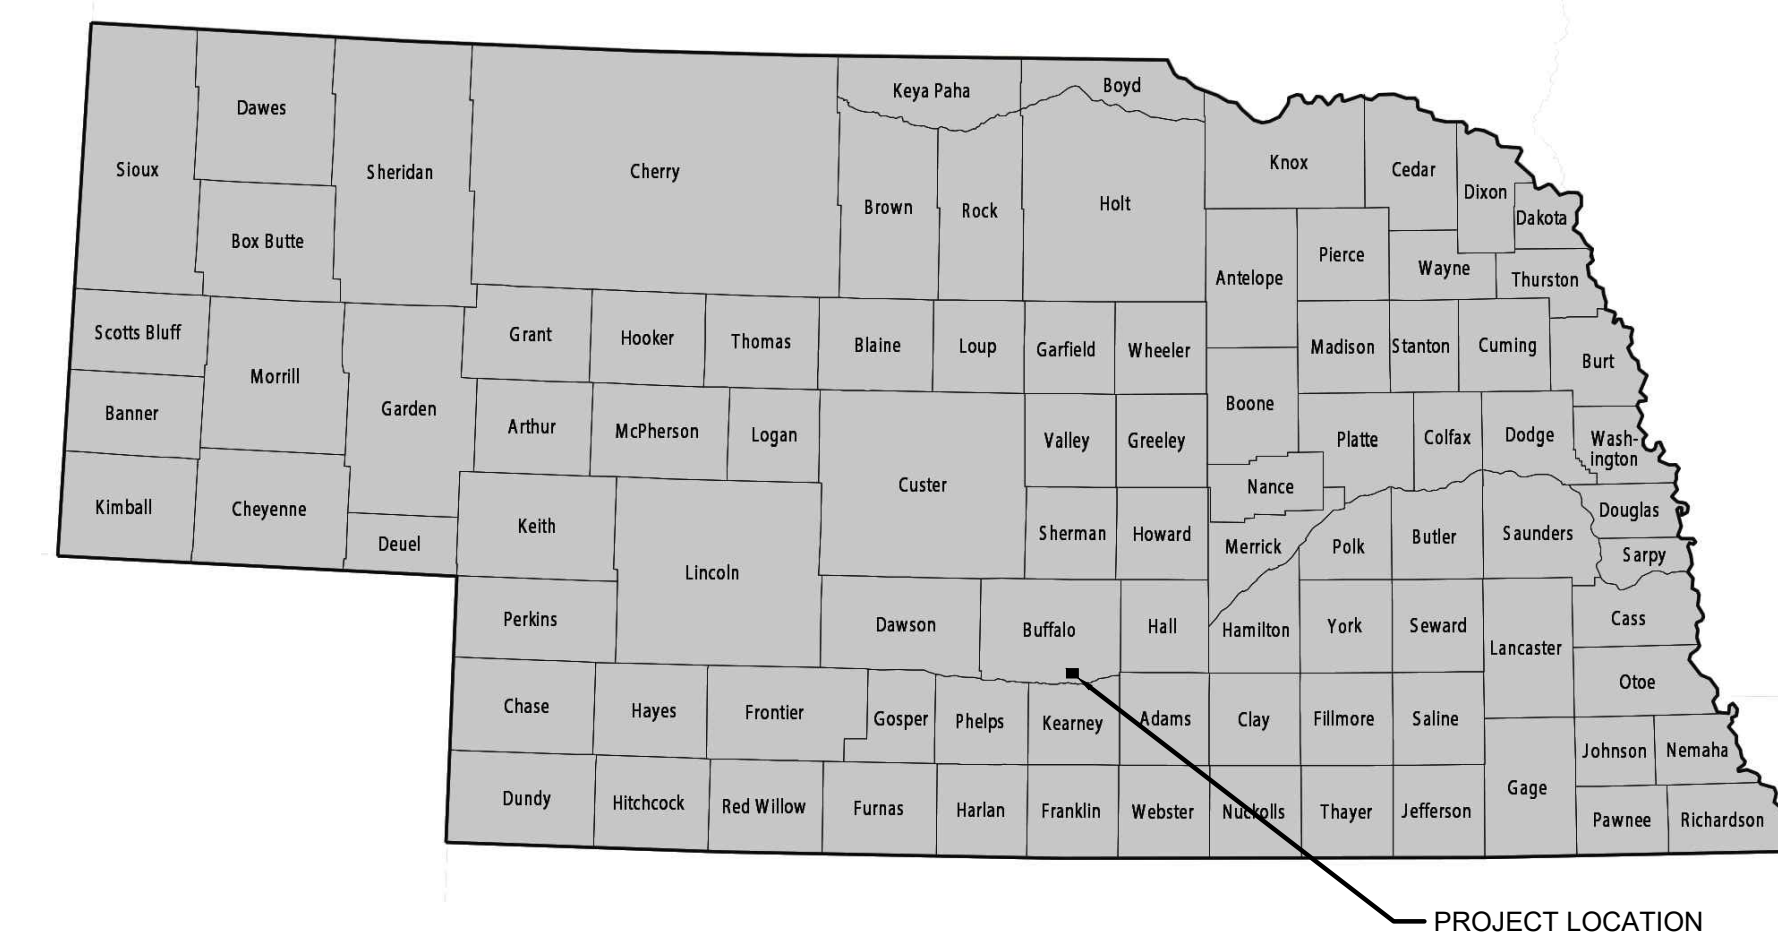 Keya Paha
Boyd
Dawes
Sioux
Sheridan
Cherry
Knox
Cedar
Dixon
Brown
Rock
Holt
Dakota
Box Butte
Pierce
Wayne
Antelope
Thurston
Scotts Bluff
Grant
Hooker
Thomas
Blaine
Loup
Garfield
Wheeler
Madison
Stanton
Cuming
Burt
Morrill
Banner
Garden
Arthur
McPherson
Logan
Boone
Valley
Greeley
Platte
Colfax
Dodge
Wash-
ington
Custer
Nance
Kimball
Cheyenne
Keith
Douglas
Deuel
Sherman
Howard
Merrick
Polk
Butler
Saunders
Sarpy
Lincoln
Perkins
Dawson
Buffalo
Hall
Hamilton
York
Seward
Cass
Lancaster
Otoe
Chase
Hayes
Frontier
Gosper
Phelps
Kearney
Adams
Clay
Fillmore
Saline
Johnson
Nemaha
Dundy
Hitchcock
Red Willow
Furnas
Harlan
Franklin
Webster
Nuckolls
Thayer
Jefferson
Gage
Pawnee
Richardson
PROJECT LOCATION